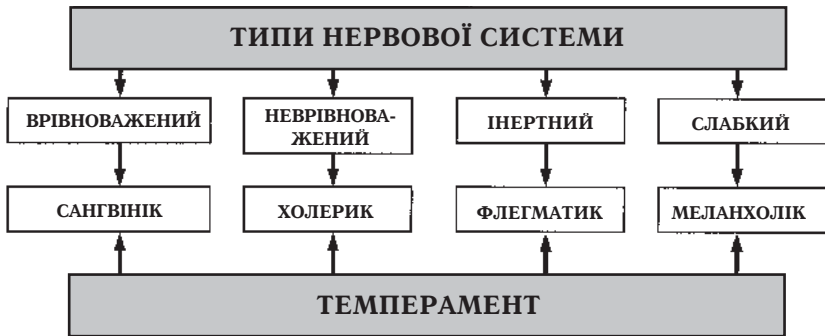 ТИПИ НЕРВОВОЇ СИСТЕМИ
ВРІВНОВАЖЕНИЙ
НЕВРІВНОВА-
ЖЕНИЙ
ІНЕРТНИЙ
СЛАБКИЙ
САНГВІНІК
ХОЛЕРИК
ФЛЕГМАТИК
МЕЛАНХОЛІК
ТЕМПЕРАМЕНТ